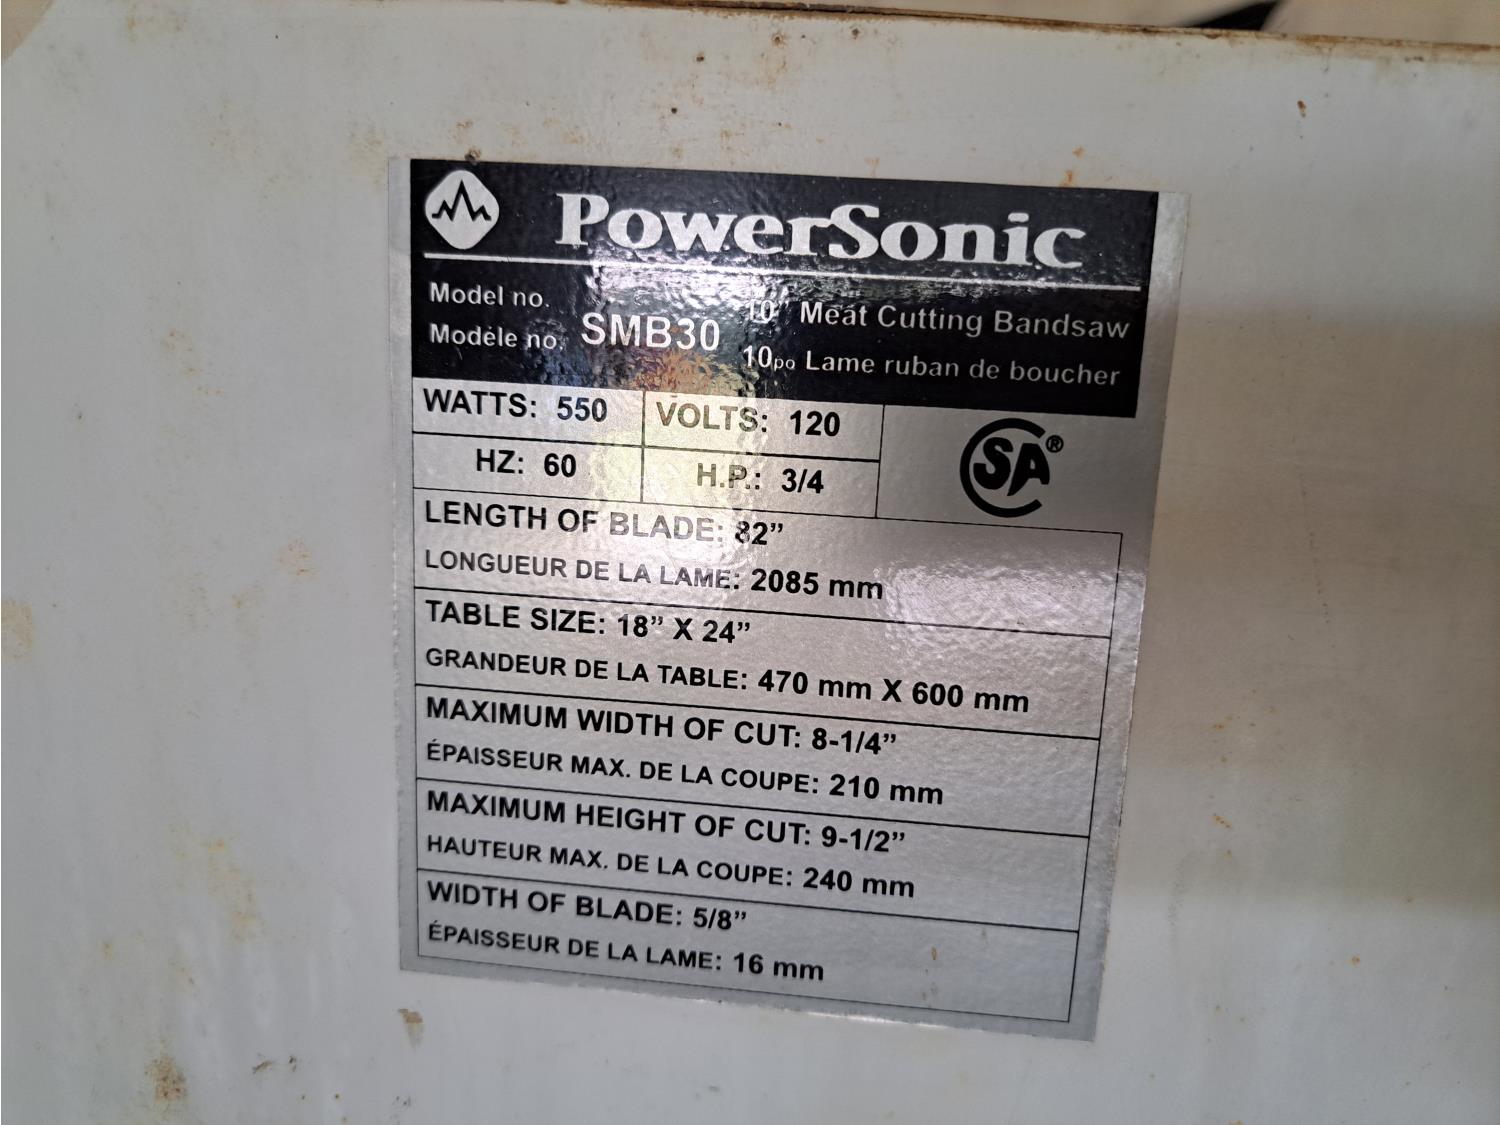 PowerSonic
Model no.
Modèle no. SMB30
10" Meat Cutting Bandsaw
10po Lame ruban de boucher
WATTS: 550
VOLTS: 120
HZ: 60
H.P.: 3/4
SA®
LENGTH OF BLADE: 82”
LONGUEUR DE LA LAME: 2085 mm
TABLE SIZE: 18” X 24”
GRANDEUR DE LA TABLE: 470 mm X 600 mm
MAXIMUM WIDTH OF CUT: 8-1/4”
ÉPAISSEUR MAX. DE LA COUPE: 210 mm
MAXIMUM HEIGHT OF CUT: 9-1/2”
HAUTEUR MAX. DE LA COUPE: 240 mm
WIDTH OF BLADE: 5/8”
ÉPAISSEUR DE LA LAME: 16 mm